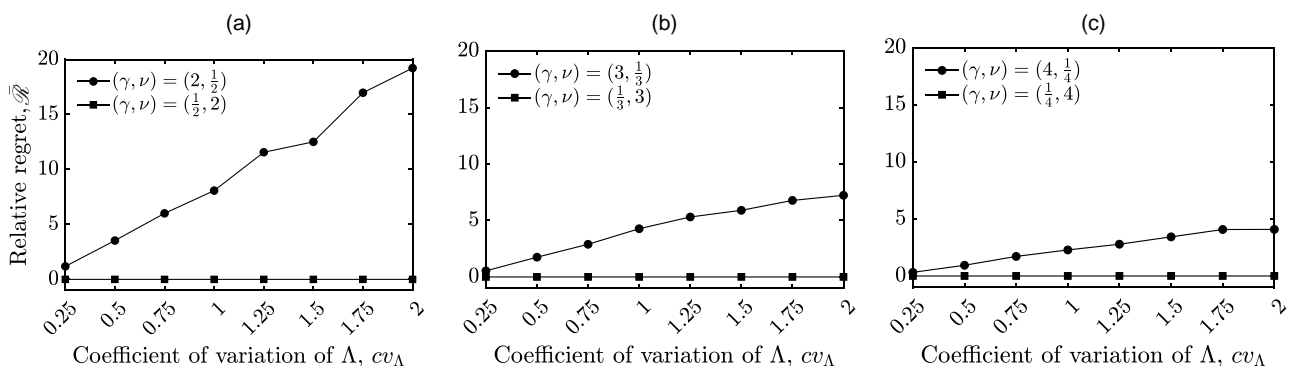 (a)
20
15
10
5
0
Relative regret, ℛ̄
(γ, ν) = (2, 1/2)
(γ, ν) = (1/2, 2)
0.25 0.5 0.75 1 1.25 1.5 1.75 2
Coefficient of variation of Λ, cv_Λ
(b)
20
15
10
5
0
(γ, ν) = (3, 1/3)
(γ, ν) = (1/3, 3)
0.25 0.5 0.75 1 1.25 1.5 1.75 2
Coefficient of variation of Λ, cv_Λ
(c)
20
15
10
5
0
(γ, ν) = (4, 1/4)
(γ, ν) = (1/4, 4)
0.25 0.5 0.75 1 1.25 1.5 1.75 2
Coefficient of variation of Λ, cv_Λ